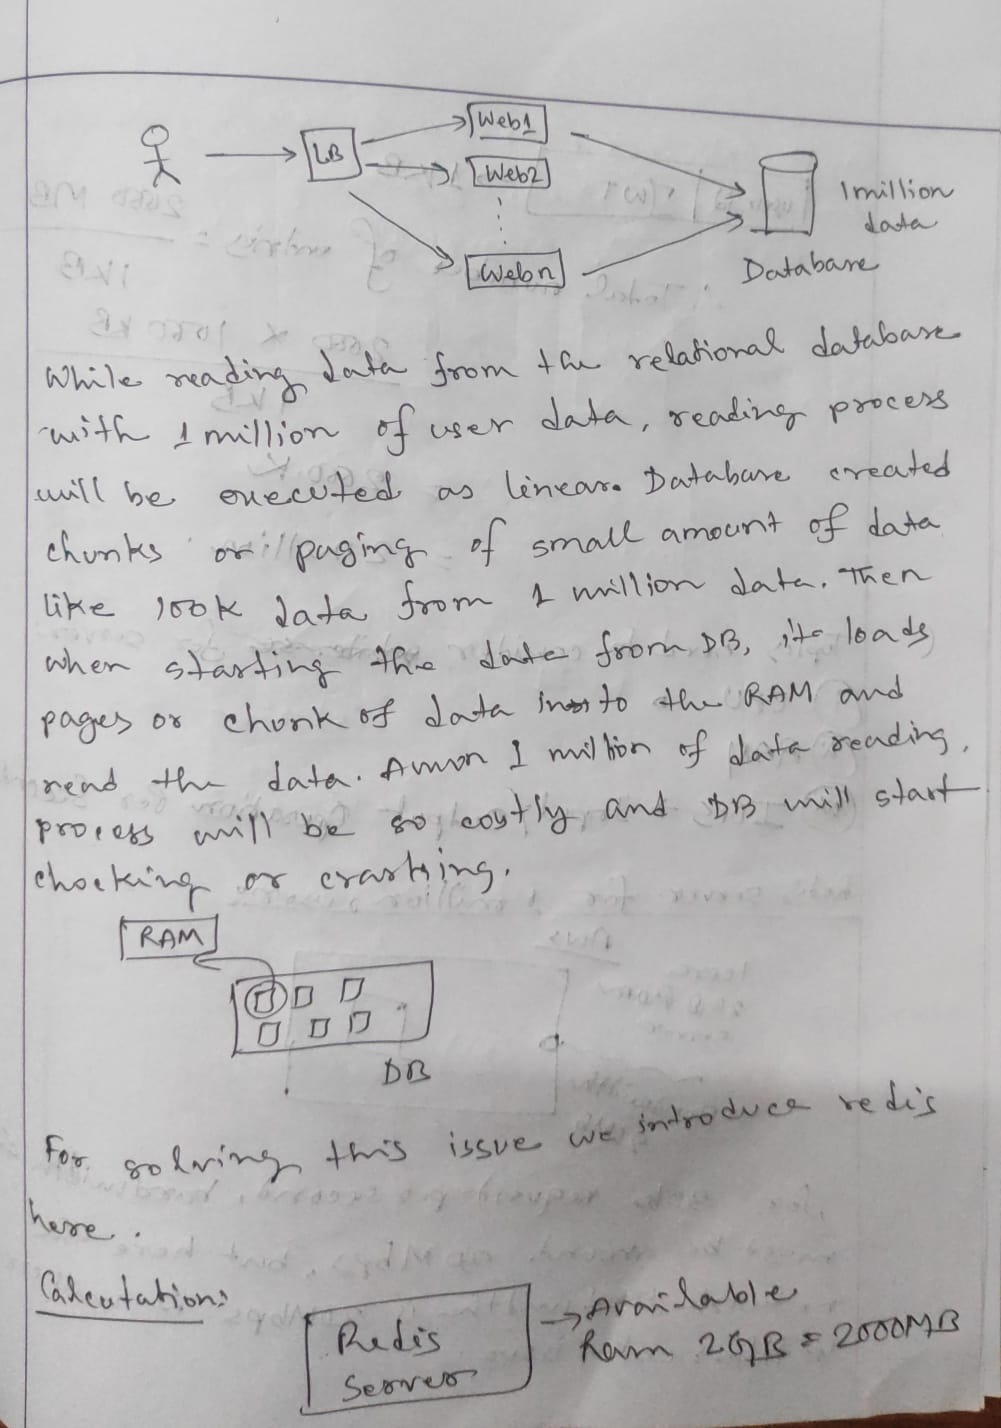 LB
Web1
Web2
Webn
1 million
data
Database
While reading data from the relational database
with 1 million of user data, reading process
will be executed as linear. Database created
chunks or paging of small amount of data
like 100k data from 1 million data. Then
when starting the data from DB, its loads
pages or chunk of data into the RAM and
read the data. Amon 1 million of data reading
process will be so costly and DB will start
chocking or crashing.
RAM
DB
For solving this issue we introduce redis
here.
Calculation:
Redis
Server
→ Available
Ram 2GB = 2000MB